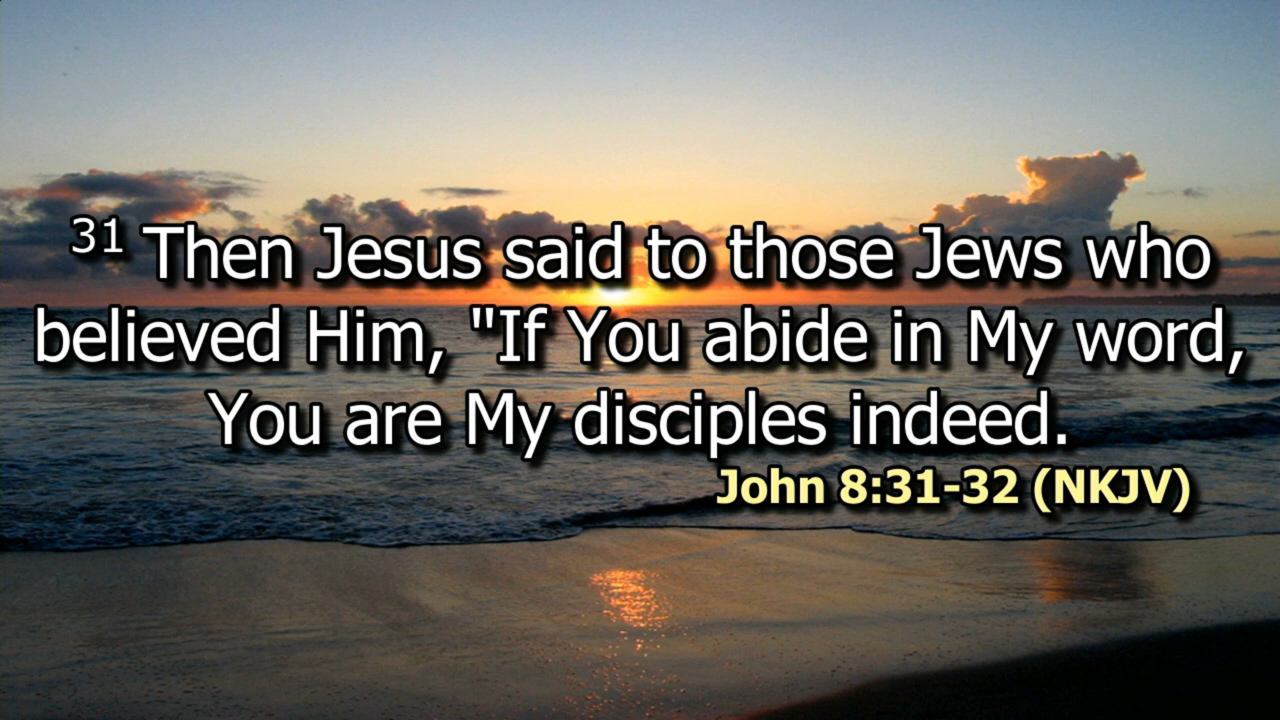 31 Then Jesus said to those Jews who
believed Him, "If You abide in My word,
You are My disciples indeed.
John 8:31-32 (NKJV)